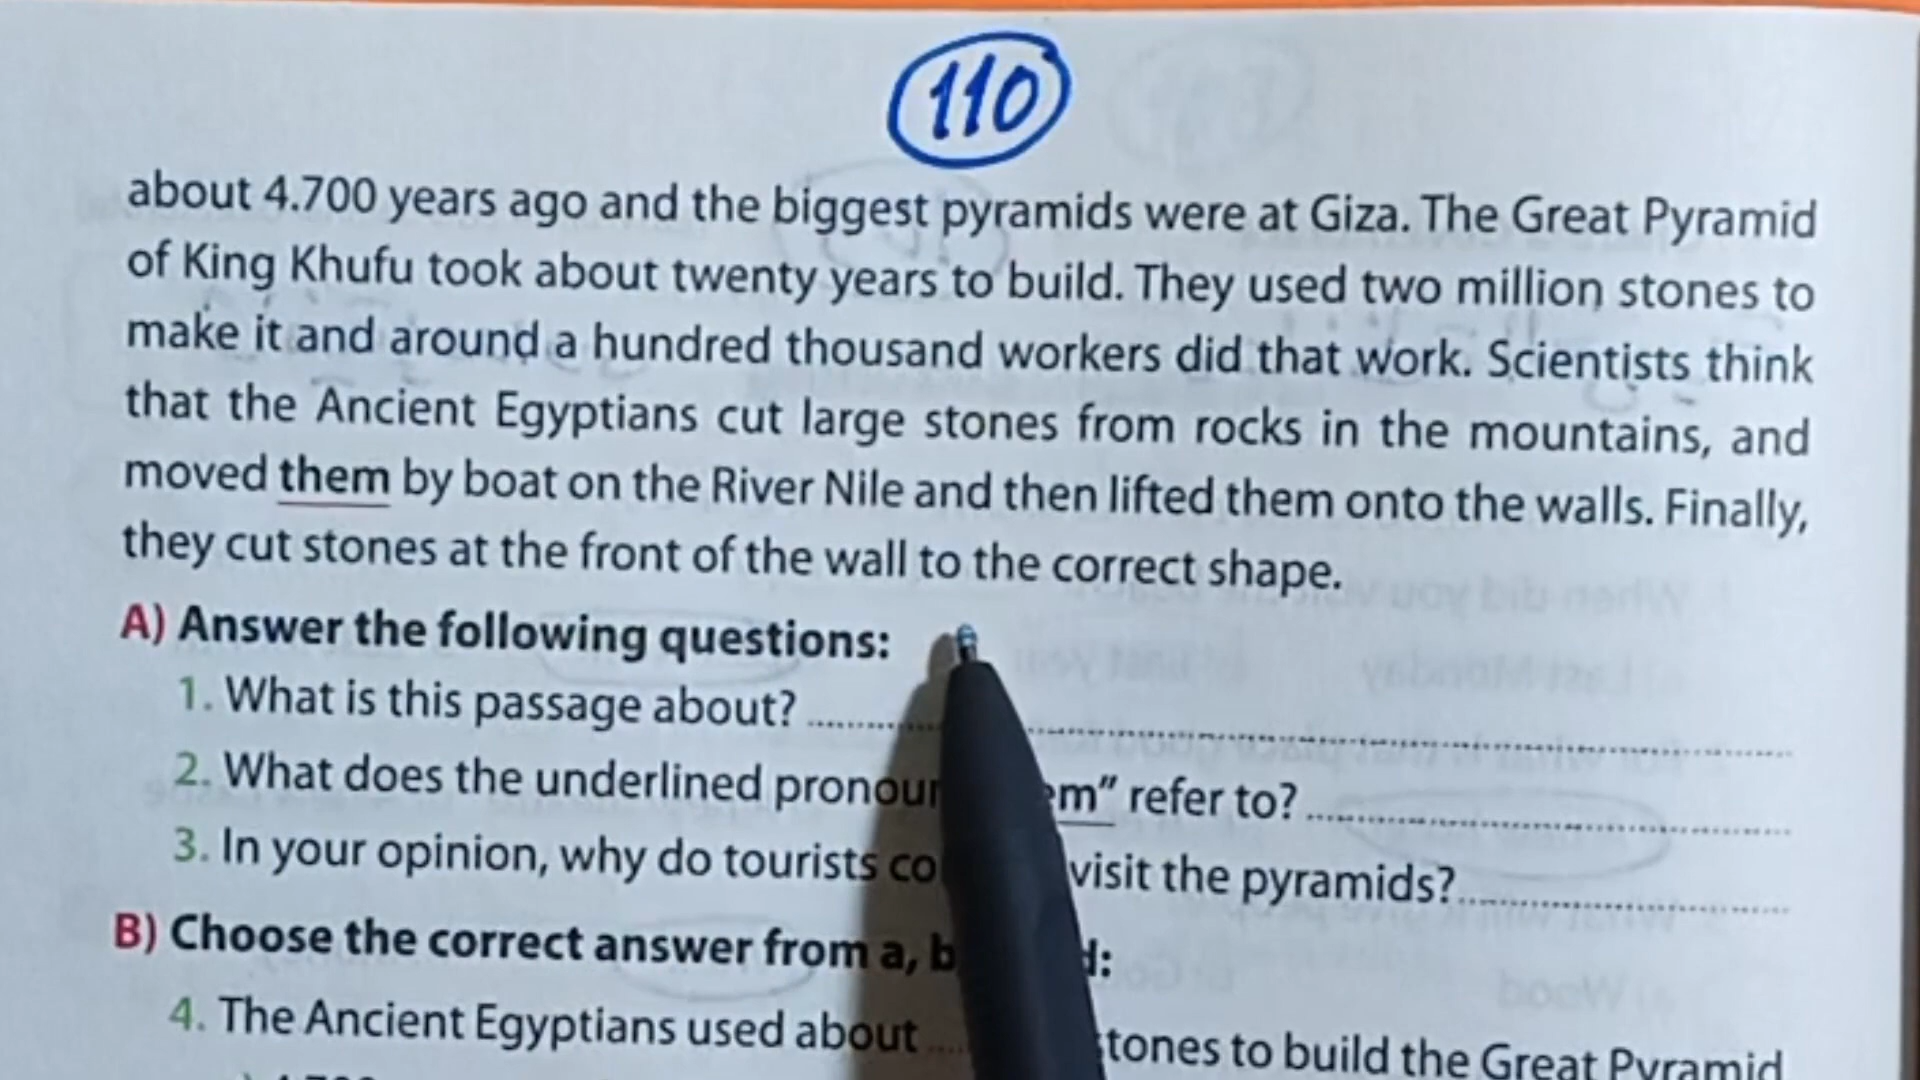 110
about 4.700 years ago and the biggest pyramids were at Giza. The Great Pyramid
of King Khufu took about twenty years to build. They used two million stones to
make it and around a hundred thousand workers did that work. Scientists think
that the Ancient Egyptians cut large stones from rocks in the mountains, and
moved them by boat on the River Nile and then lifted them onto the walls. Finally,
they cut stones at the front of the wall to the correct shape.
A) Answer the following questions:
1. What is this passage about?
2. What does the underlined pronoun em" refer to?
3. In your opinion, why do tourists co visit the pyramids?
B) Choose the correct answer from a, b d:
4. The Ancient Egyptians used about tones to build the Great Pyramid